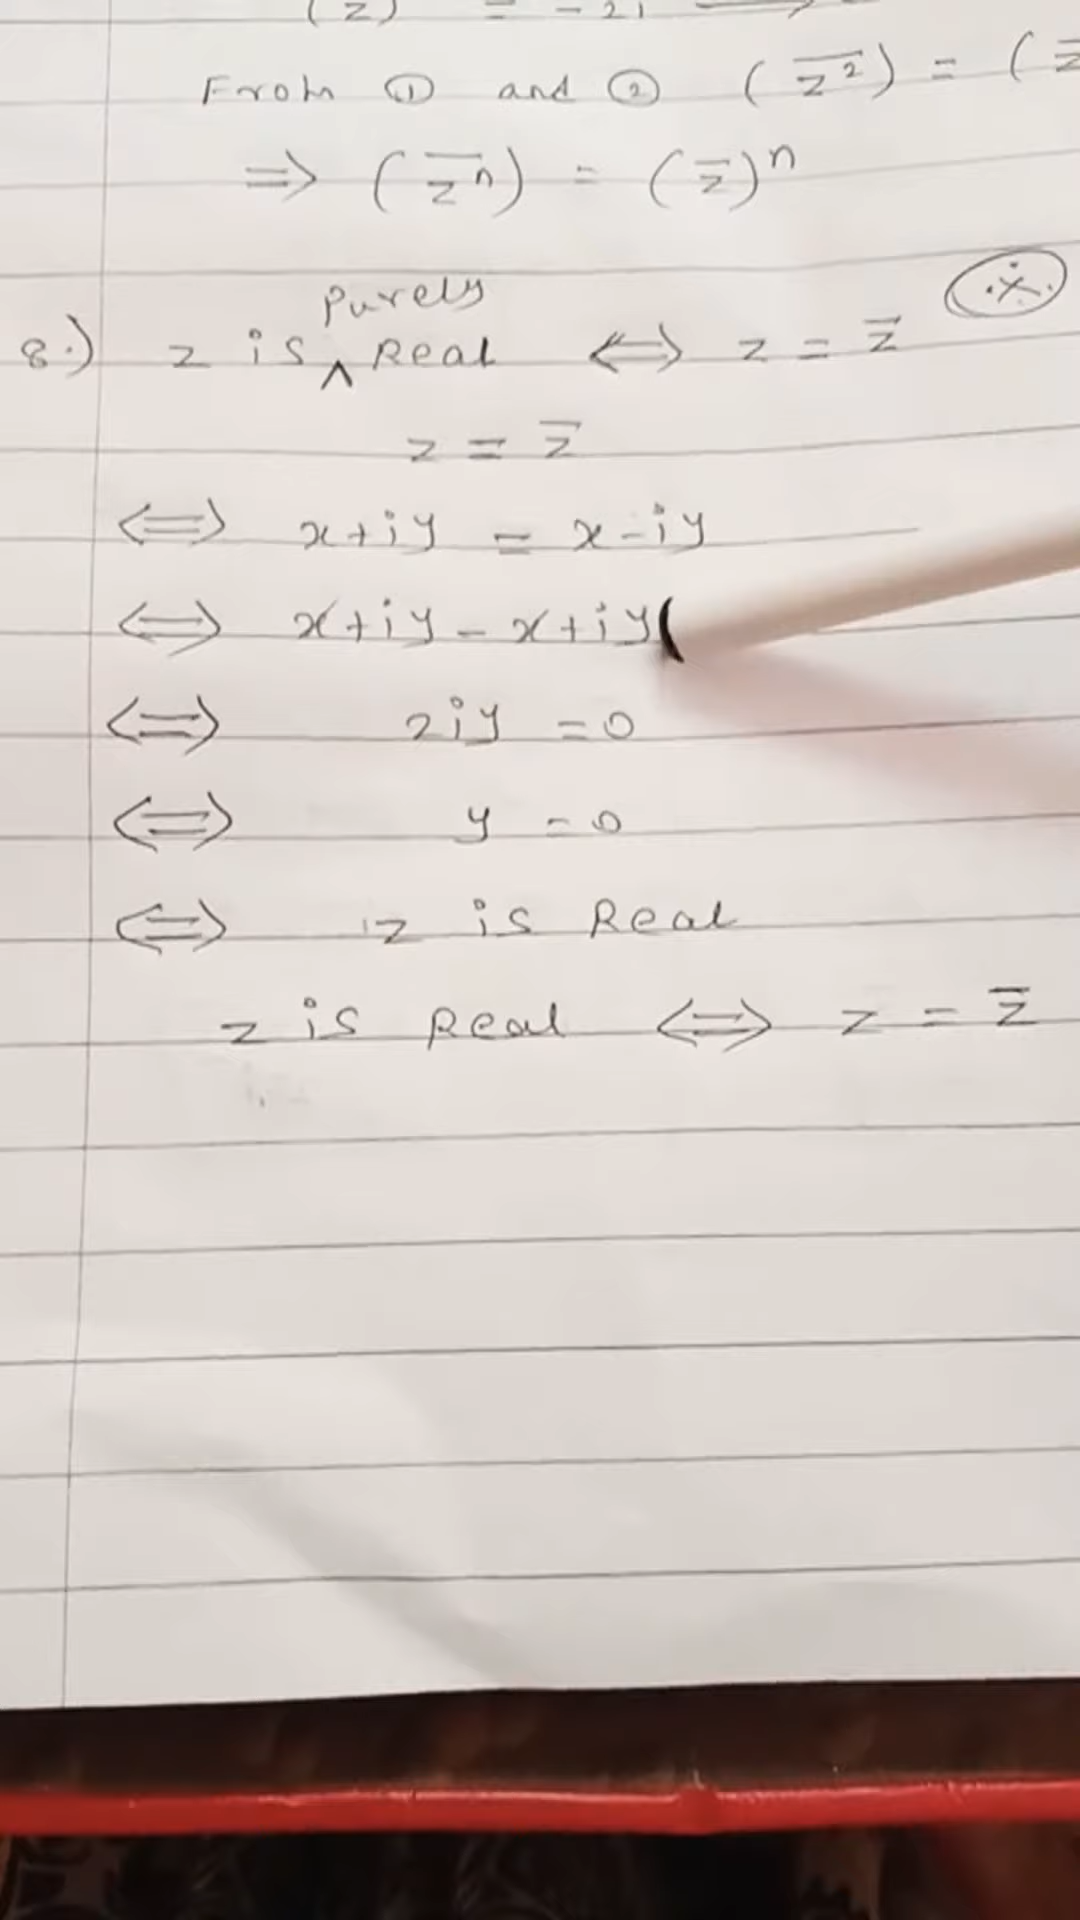 (z) = -2i ⟶
From ① and ② (z̅²̅) = (z̅
⟹ (z̅ⁿ̅) = (z̅)ⁿ
Purely
8.) z is ^ Real ⟺ z = z̅
z = z̅
⟺ x+iy = x-iy
⟺ x+iy - x+iy
⟺ 2iy = 0
⟺ y = 0
⟺ z is Real
z is Real ⟺ z = z̅